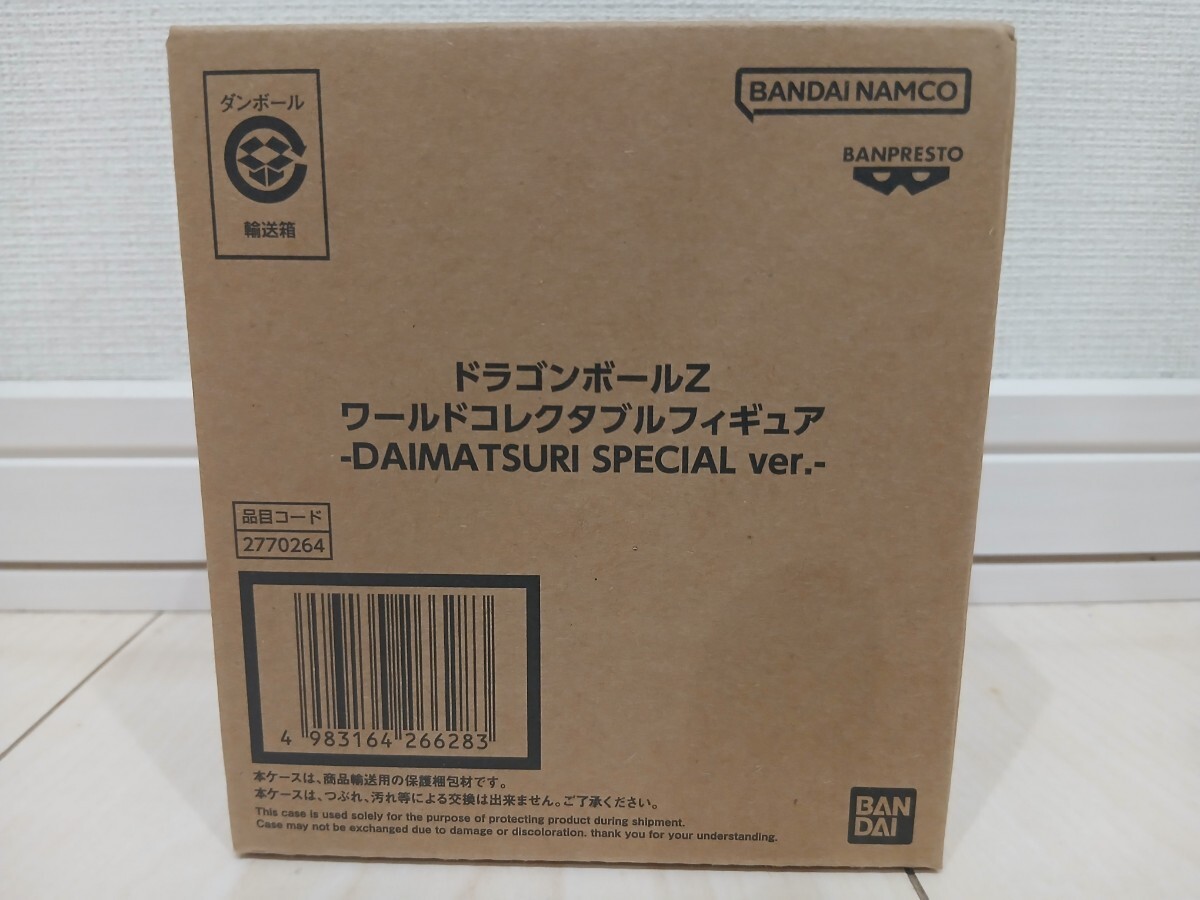 ダンボール
輸送箱
BANDAI NAMCO
BANPRESTO
ドラゴンボールZ
ワールドコレクタブルフィギュア
-DAIMATSURI SPECIAL ver.-
品目コード
2770264
4 983164 266283
本ケースは、商品輸送用の保護梱包材です。
本ケースは、つぶれ、汚れ等による交換は出来ません。ご了承ください。
This case is used solely for the purpose of protecting product during shipment.
Case may not be exchanged due to damage or discoloration. thank you for your understanding.
BAN
DAI